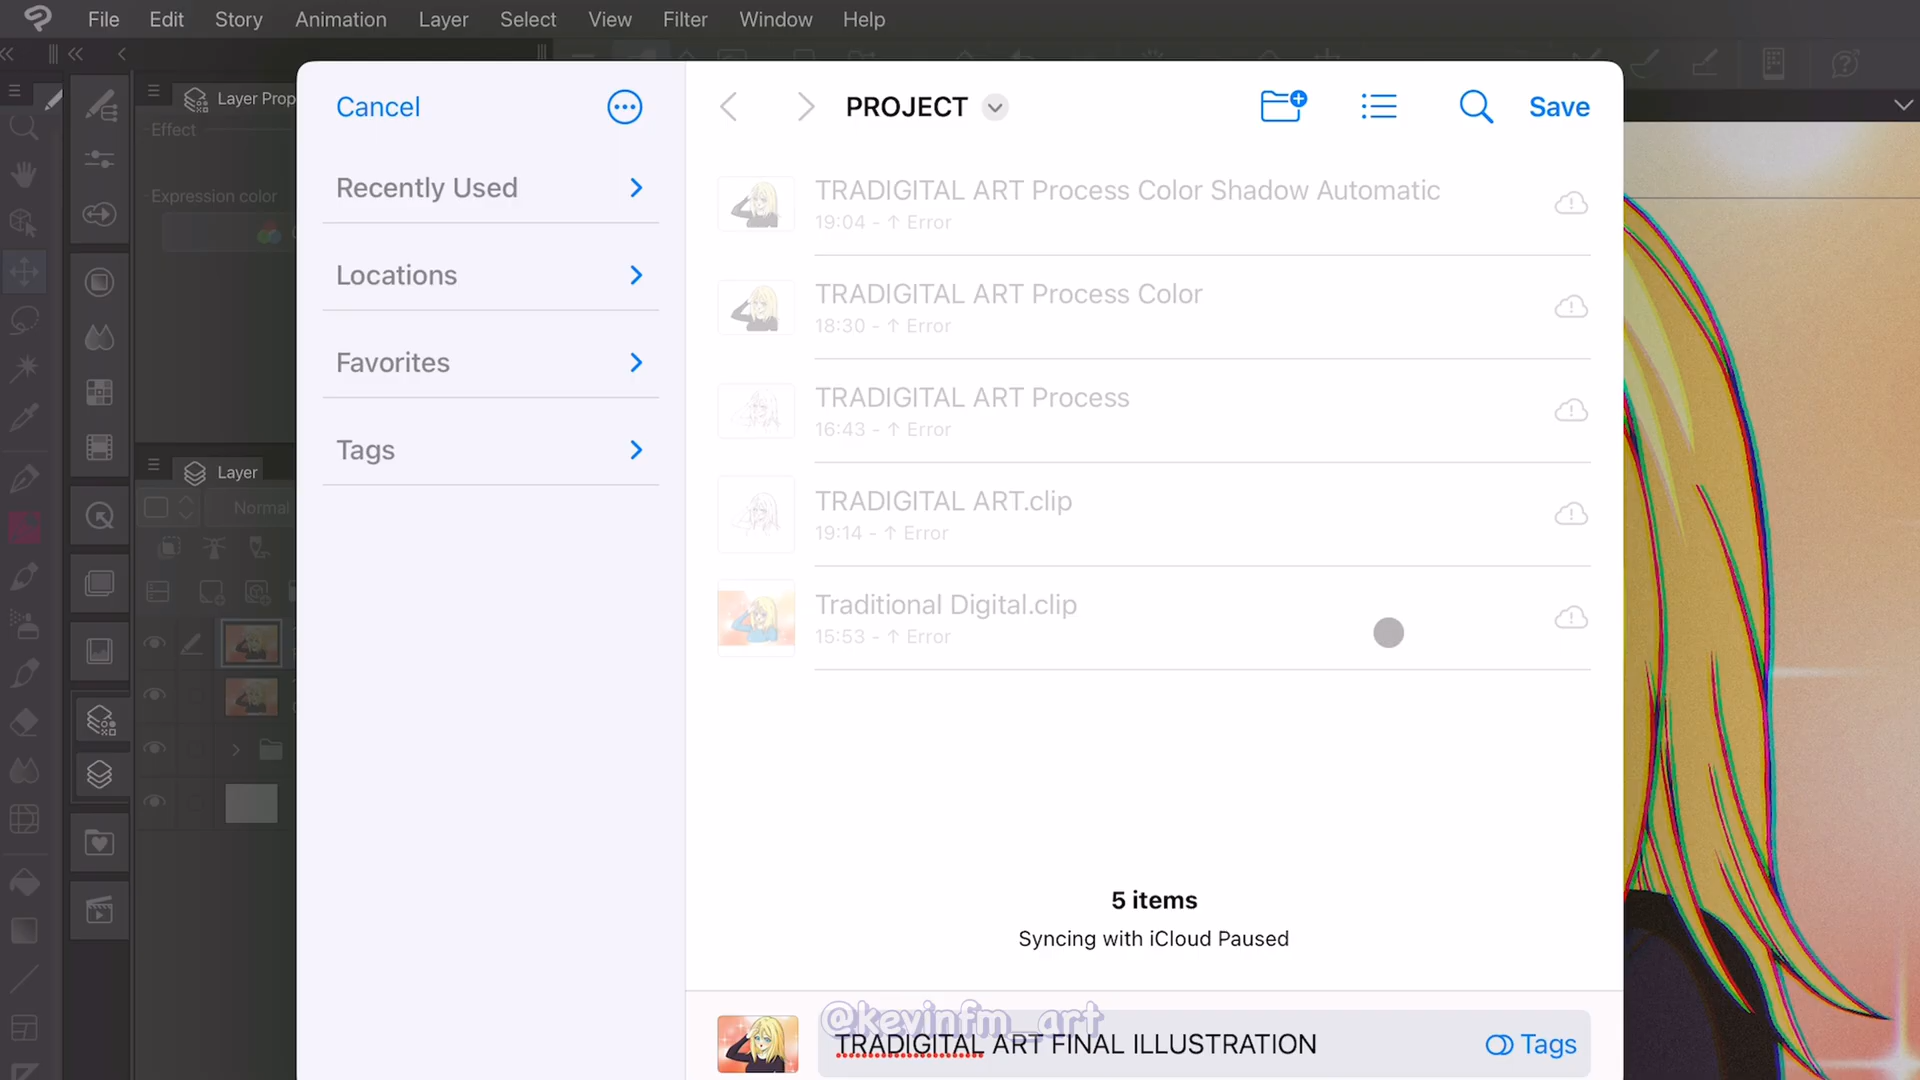 File Edit Story Animation Layer Select View Filter Window Help
Layer Prop
Effect
Expression color
Layer
Normal
Cancel
Recently Used
Locations
Favorites
Tags
PROJECT
Save
TRADIGITAL ART Process Color Shadow Automatic
19:04 - ↑ Error
TRADIGITAL ART Process Color
18:30 - ↑ Error
TRADIGITAL ART Process
16:43 - ↑ Error
TRADIGITAL ART.clip
19:14 - ↑ Error
Traditional Digital.clip
15:53 - ↑ Error
5 items
Syncing with iCloud Paused
@kevinfm_art
TRADIGITAL ART FINAL ILLUSTRATION
Tags